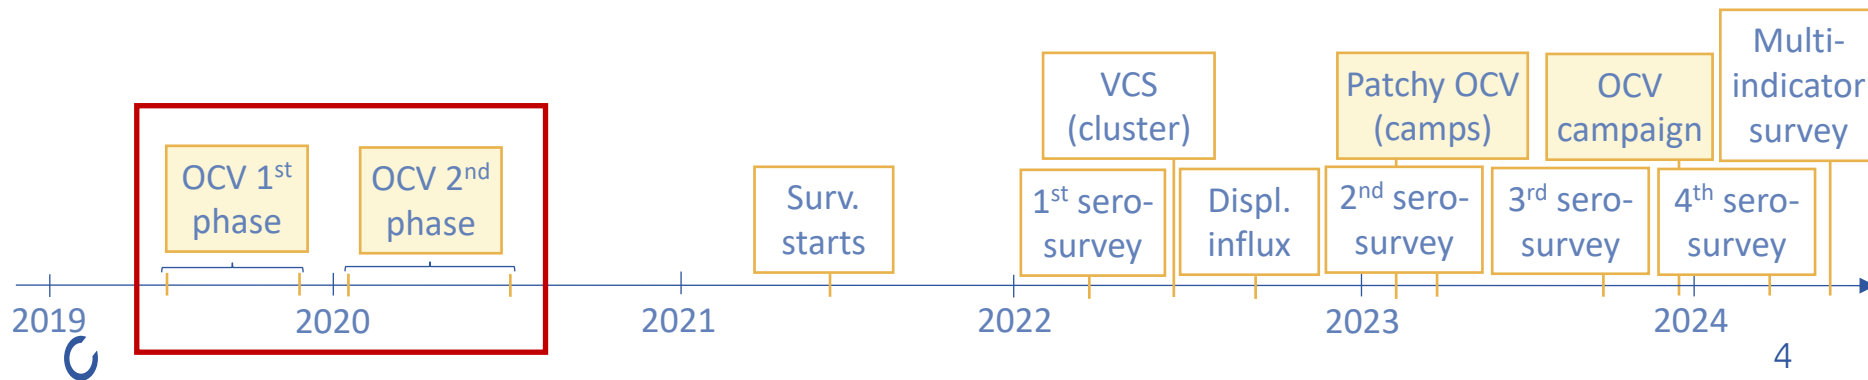 OCV 1st
phase
OCV 2nd
phase
Surv.
starts
VCS
(cluster)
1st sero-
survey
Displ.
influx
Patchy OCV
(camps)
2nd sero-
survey
3rd sero-
survey
OCV
campaign
4th sero-
survey
Multi-
indicator
survey
2019
2020
2021
2022
2023
2024
4